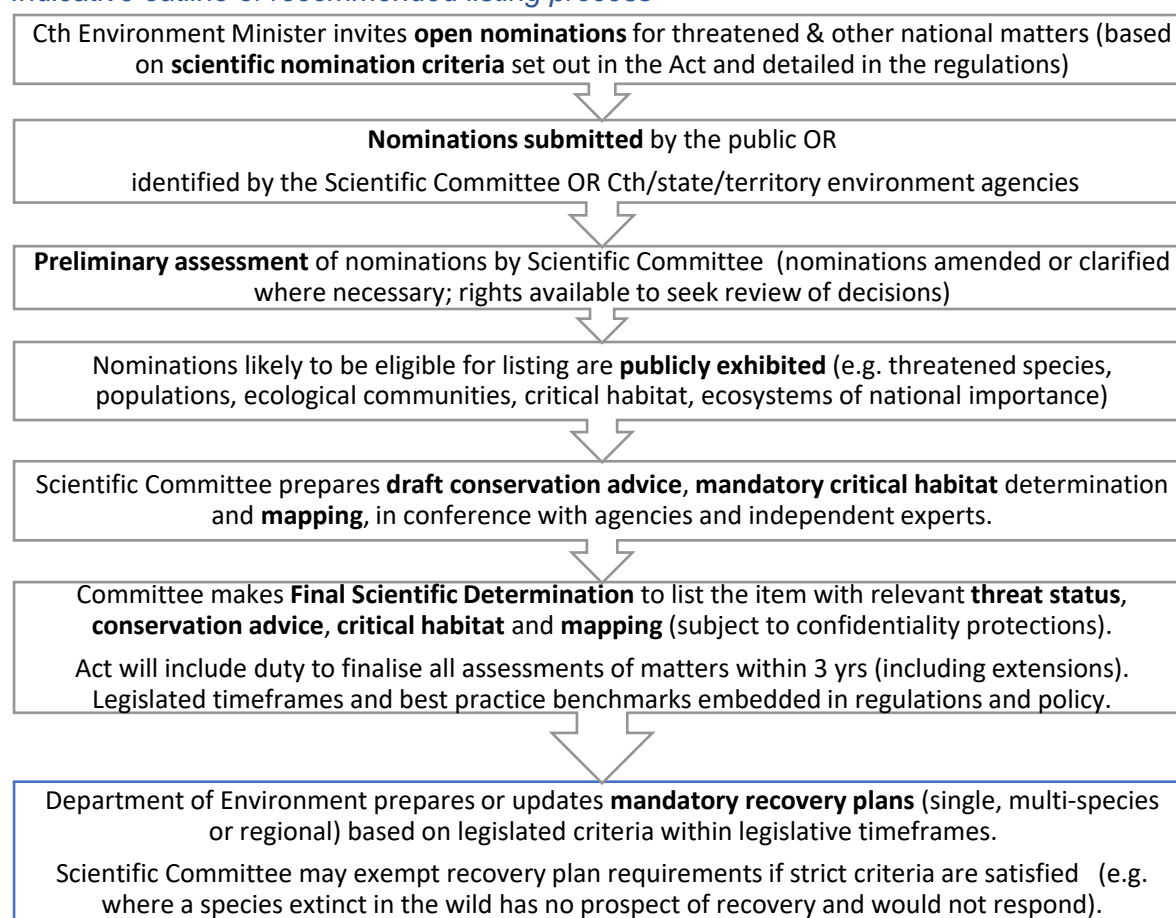 Indicative outline of recommended listing process
Cth Environment Minister invites open nominations for threatened & other national matters (based
on scientific nomination criteria set out in the Act and detailed in the regulations)
Nominations submitted by the public OR
identified by the Scientific Committee OR Cth/state/territory environment agencies
Preliminary assessment of nominations by Scientific Committee (nominations amended or clarified
where necessary; rights available to seek review of decisions)
Nominations likely to be eligible for listing are publicly exhibited (e.g. threatened species,
populations, ecological communities, critical habitat, ecosystems of national importance)
Scientific Committee prepares draft conservation advice, mandatory critical habitat determination
and mapping, in conference with agencies and independent experts.
Committee makes Final Scientific Determination to list the item with relevant threat status,
conservation advice, critical habitat and mapping (subject to confidentiality protections).
Act will include duty to finalise all assessments of matters within 3 yrs (including extensions).
Legislated timeframes and best practice benchmarks embedded in regulations and policy.
Department of Environment prepares or updates mandatory recovery plans (single, multi-species
or regional) based on legislated criteria within legislative timeframes.
Scientific Committee may exempt recovery plan requirements if strict criteria are satisfied (e.g.
where a species extinct in the wild has no prospect of recovery and would not respond).